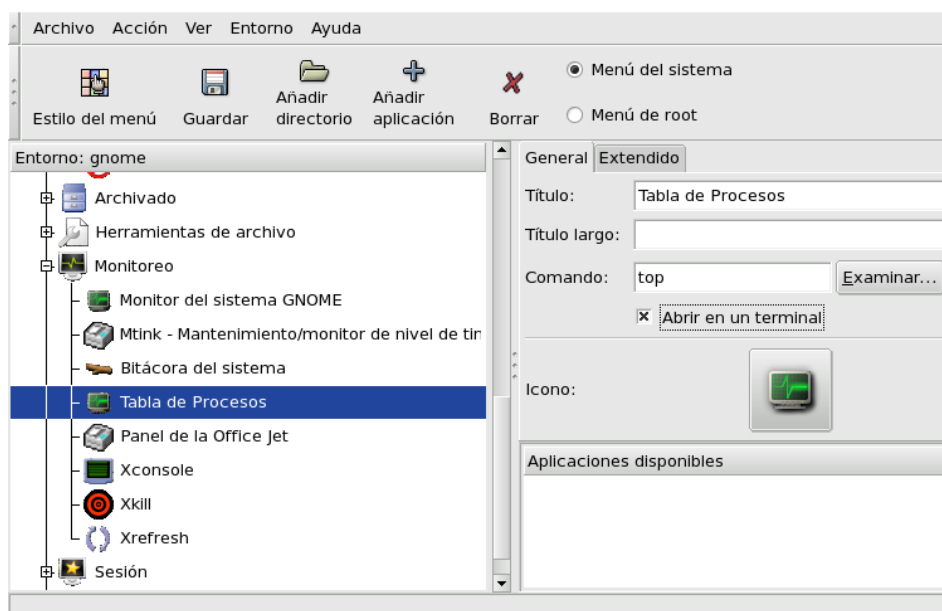 Archivo Acción Ver Entorno Ayuda
Estilo del menú
Guardar
Añadir
directorio
Añadir
aplicación
Borrar
Menú del sistema
Menú de root
Entorno: gnome
Archivado
Herramientas de archivo
Monitoreo
Monitor del sistema GNOME
Mtink - Mantenimiento/monitor de nivel de tin
Bitácora del sistema
Tabla de Procesos
Panel de la Office Jet
Xconsole
Xkill
Xrefresh
Sesión
General Extendido
Título: Tabla de Procesos
Título largo:
Comando: top Examinar...
Abrir en un terminal
Icono:
Aplicaciones disponibles